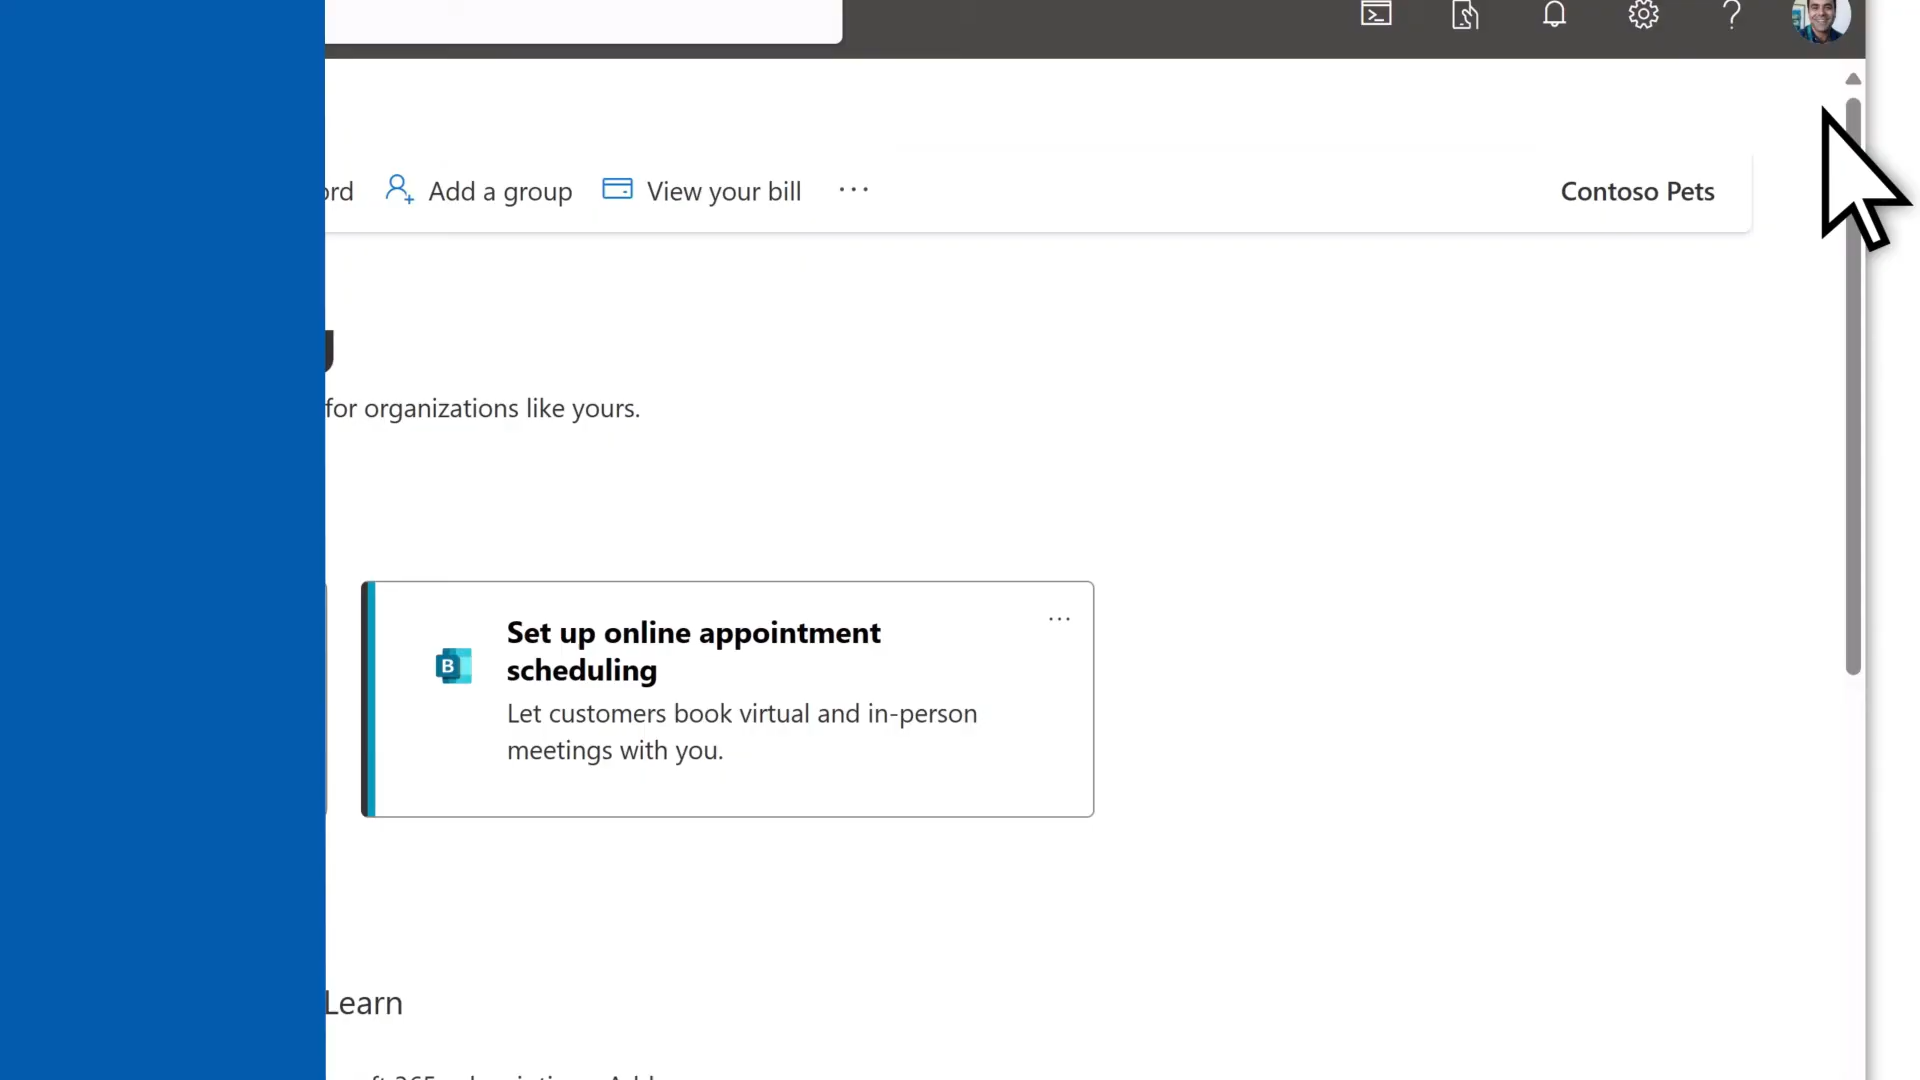 Add a group
View your bill
Contoso Pets
for organizations like yours.
B
Set up online appointment
scheduling
Let customers book virtual and in-person
meetings with you.
Learn